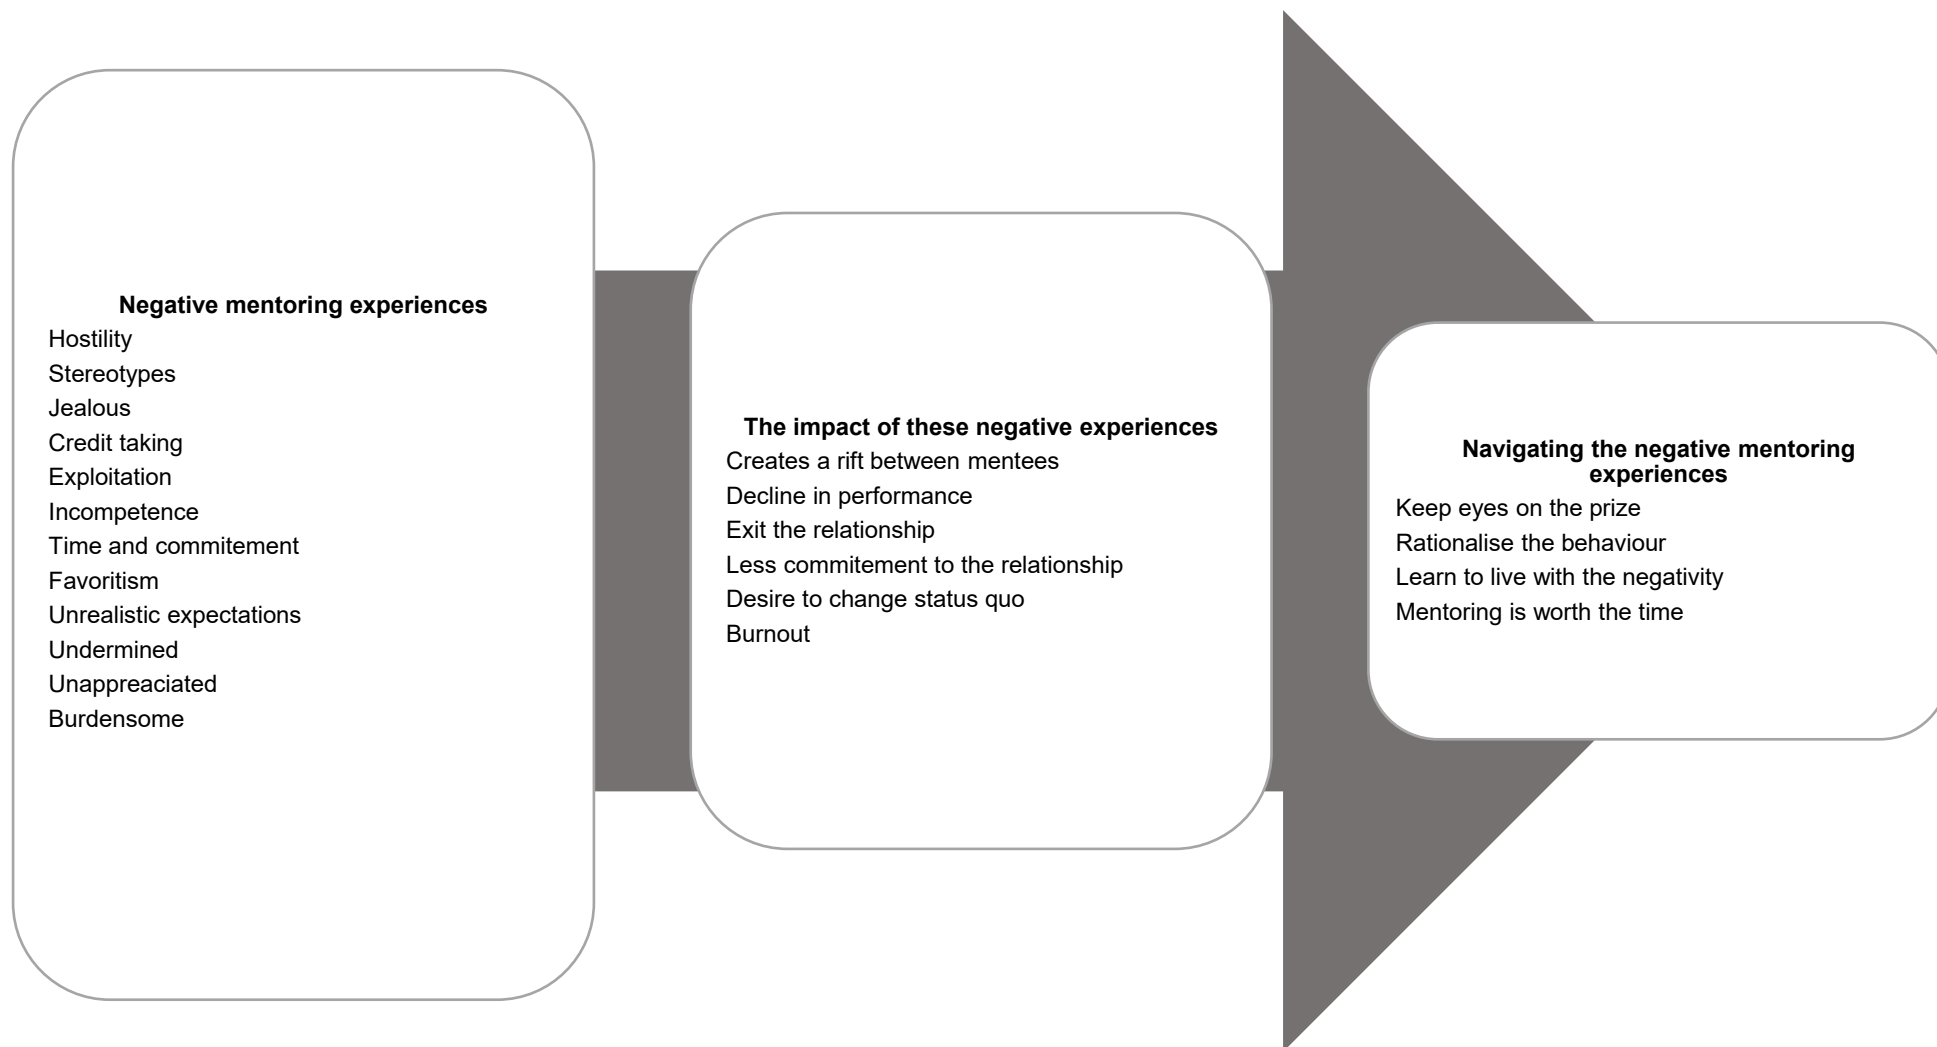 Negative mentoring experiences
Hostility
Stereotypes
Jealous
Credit taking
Exploitation
Incompetence
Time and commitement
Favoritism
Unrealistic expectations
Undermined
Unappreaciated
Burdensome
The impact of these negative experiences
Creates a rift between mentees
Decline in performance
Exit the relationship
Less commitement to the relationship
Desire to change status quo
Burnout
Navigating the negative mentoring
experiences
Keep eyes on the prize
Rationalise the behaviour
Learn to live with the negativity
Mentoring is worth the time